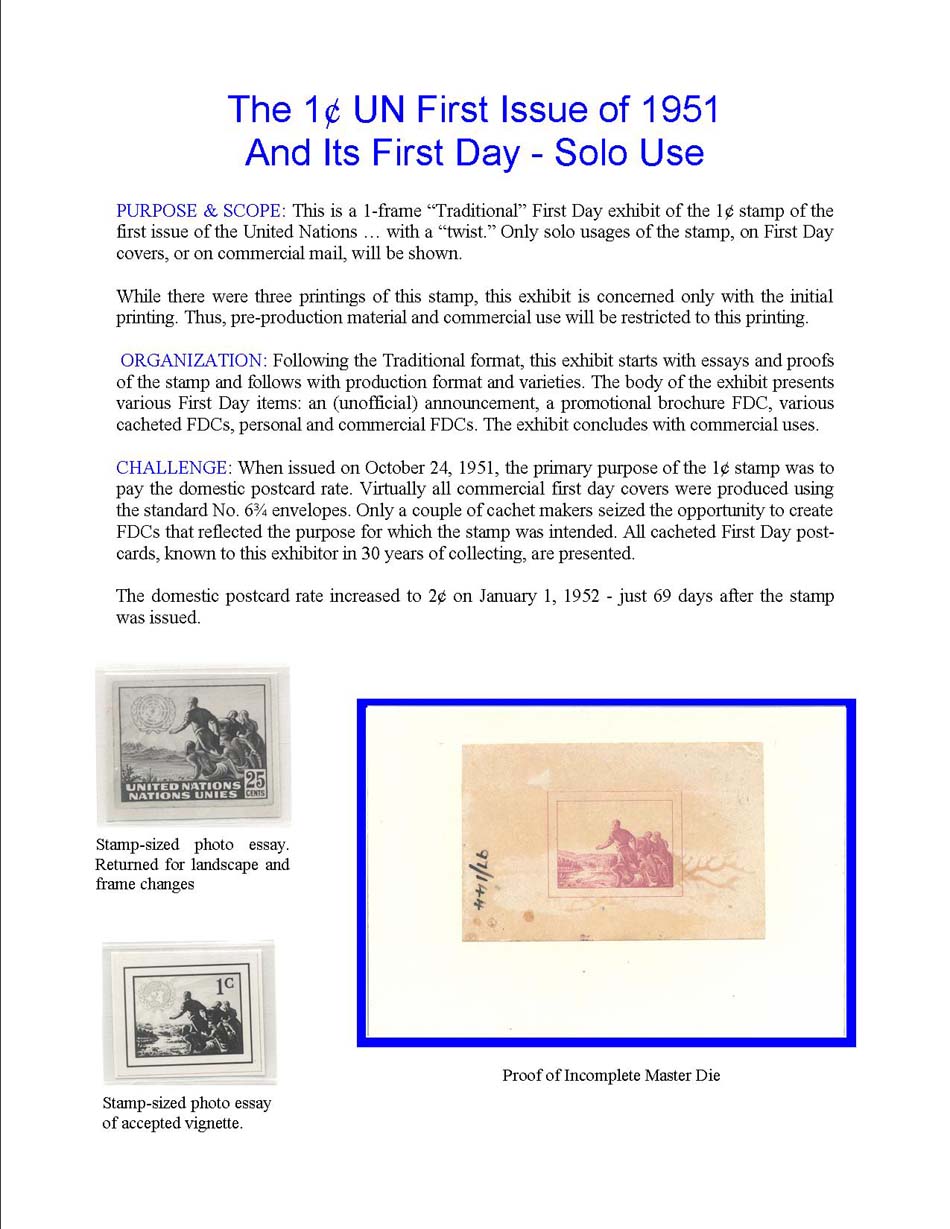 The 1¢ UN First Issue of 1951
And Its First Day - Solo Use
PURPOSE & SCOPE: This is a 1-frame “Traditional” First Day exhibit of the 1¢ stamp of the
first issue of the United Nations … with a “twist.” Only solo usages of the stamp, on First Day
covers, or on commercial mail, will be shown.
While there were three printings of this stamp, this exhibit is concerned only with the initial
printing. Thus, pre-production material and commercial use will be restricted to this printing.
ORGANIZATION: Following the Traditional format, this exhibit starts with essays and proofs
of the stamp and follows with production format and varieties. The body of the exhibit presents
various First Day items: an (unofficial) announcement, a promotional brochure FDC, various
cacheted FDCs, personal and commercial FDCs. The exhibit concludes with commercial uses.
CHALLENGE: When issued on October 24, 1951, the primary purpose of the 1¢ stamp was to
pay the domestic postcard rate. Virtually all commercial first day covers were produced using
the standard No. 6¾ envelopes. Only a couple of cachet makers seized the opportunity to create
FDCs that reflected the purpose for which the stamp was intended. All cacheted First Day post-
cards, known to this exhibitor in 30 years of collecting, are presented.
The domestic postcard rate increased to 2¢ on January 1, 1952 - just 69 days after the stamp
was issued.
25
CENTS
UNITED NATIONS
NATIONS UNIES
Stamp-sized photo essay.
Returned for landscape and
frame changes
1C
Stamp-sized photo essay
of accepted vignette.
Proof of Incomplete Master Die